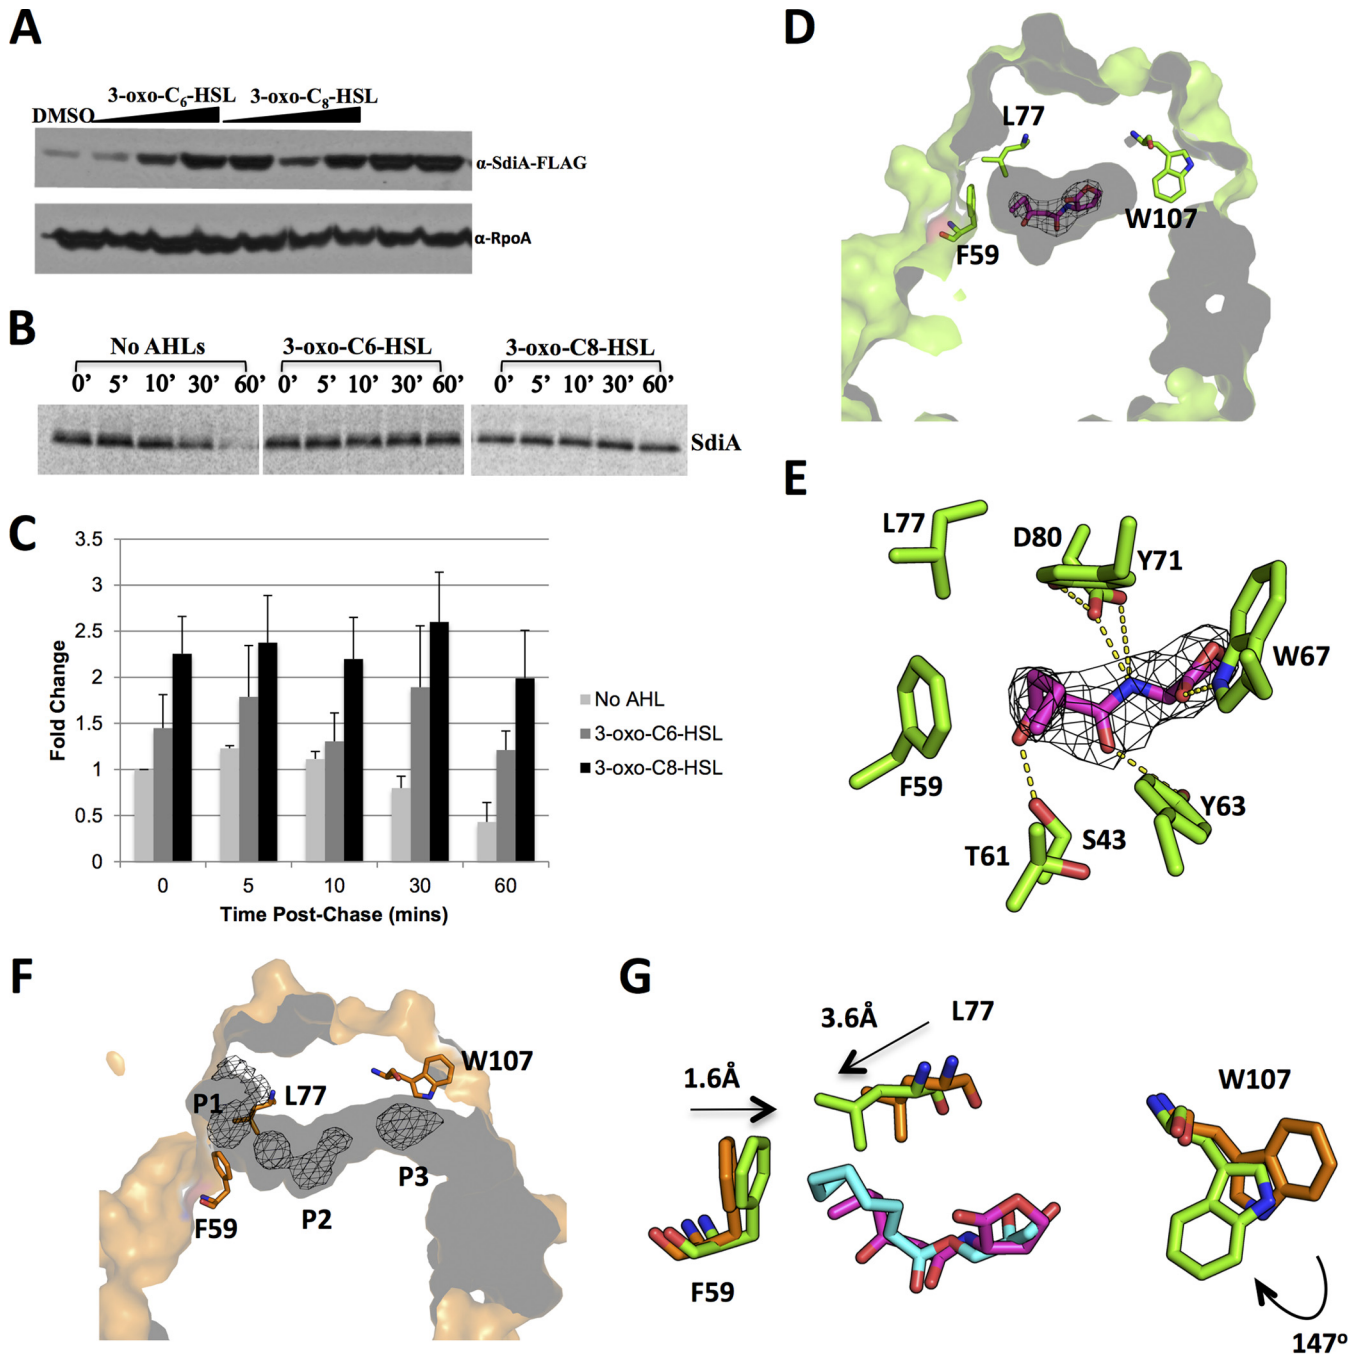 A
3-oxo-C6-HSL 3-oxo-C8-HSL
DMSO
α-SdiA-FLAG
α-RpoA
B
No AHLs 3-oxo-C6-HSL 3-oxo-C8-HSL
0’ 5’ 10’ 30’ 60’ 0’ 5’ 10’ 30’ 60’ 0’ 5’ 10’ 30’ 60’
SdiA
C
3.5
3
2.5
2
1.5
1
0.5
0
Fold Change
0 5 10 30 60
Time Post-Chase (mins)
No AHL
3-oxo-C6-HSL
3-oxo-C8-HSL
D
L77
W107
F59
E
L77
D80
Y71
W67
F59
Y63
S43
T61
F
W107
L77
P1
P3
P2
F59
G
3.6Å
L77
1.6Å
W107
F59
147º